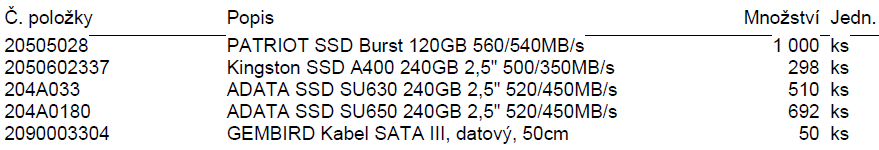 Č. položky Popis Množství Jedn.
20505028 PATRIOT SSD Burst 120GB 560/540MB/s 1 000 ks
2050602337 Kingston SSD A400 240GB 2,5" 500/350MB/s 298 ks
204A033 ADATA SSD SU630 240GB 2,5" 520/450MB/s 510 ks
204A0180 ADATA SSD SU650 240GB 2,5" 520/450MB/s 692 ks
2090003304 GEMBIRD Kabel SATA III, datový, 50cm 50 ks